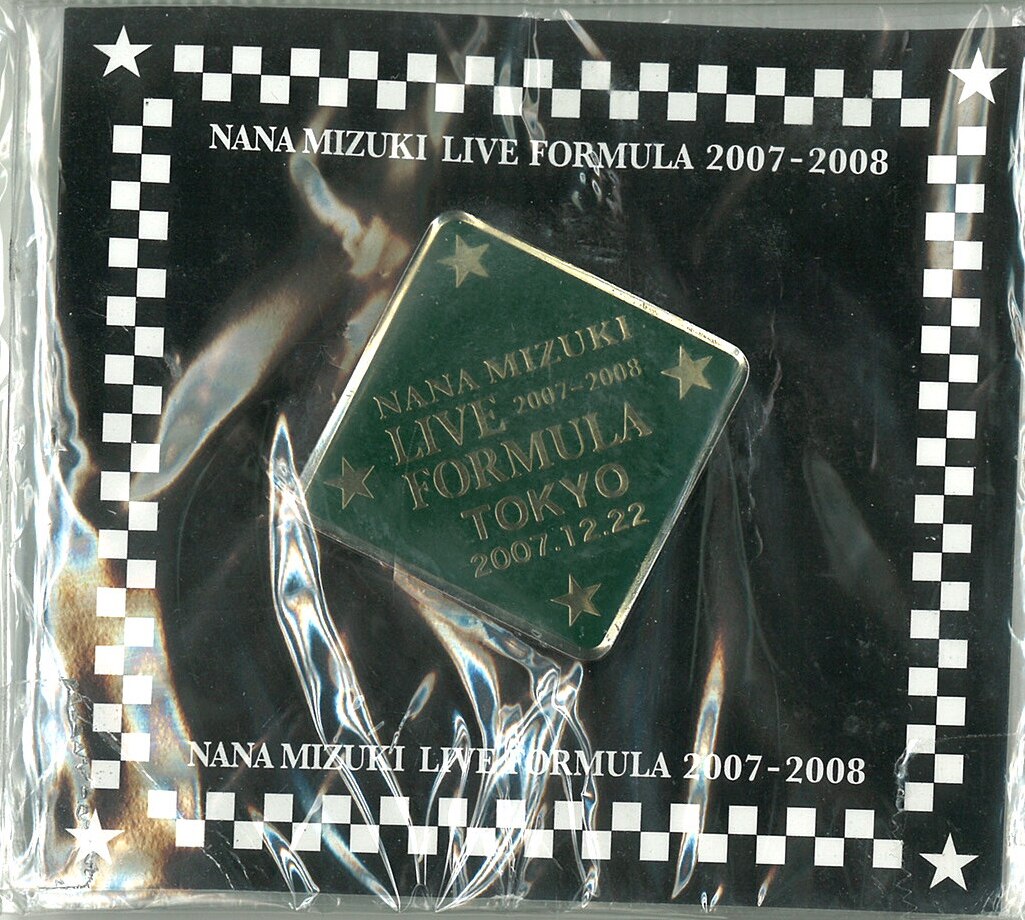 NANA MIZUKI LIVE FORMULA 2007-2008
NANA MIZUKI
LIVE 2007-2008
FORMULA
TOKYO
2007.12.22
NANA MIZUKI LIVE FORMULA 2007-2008